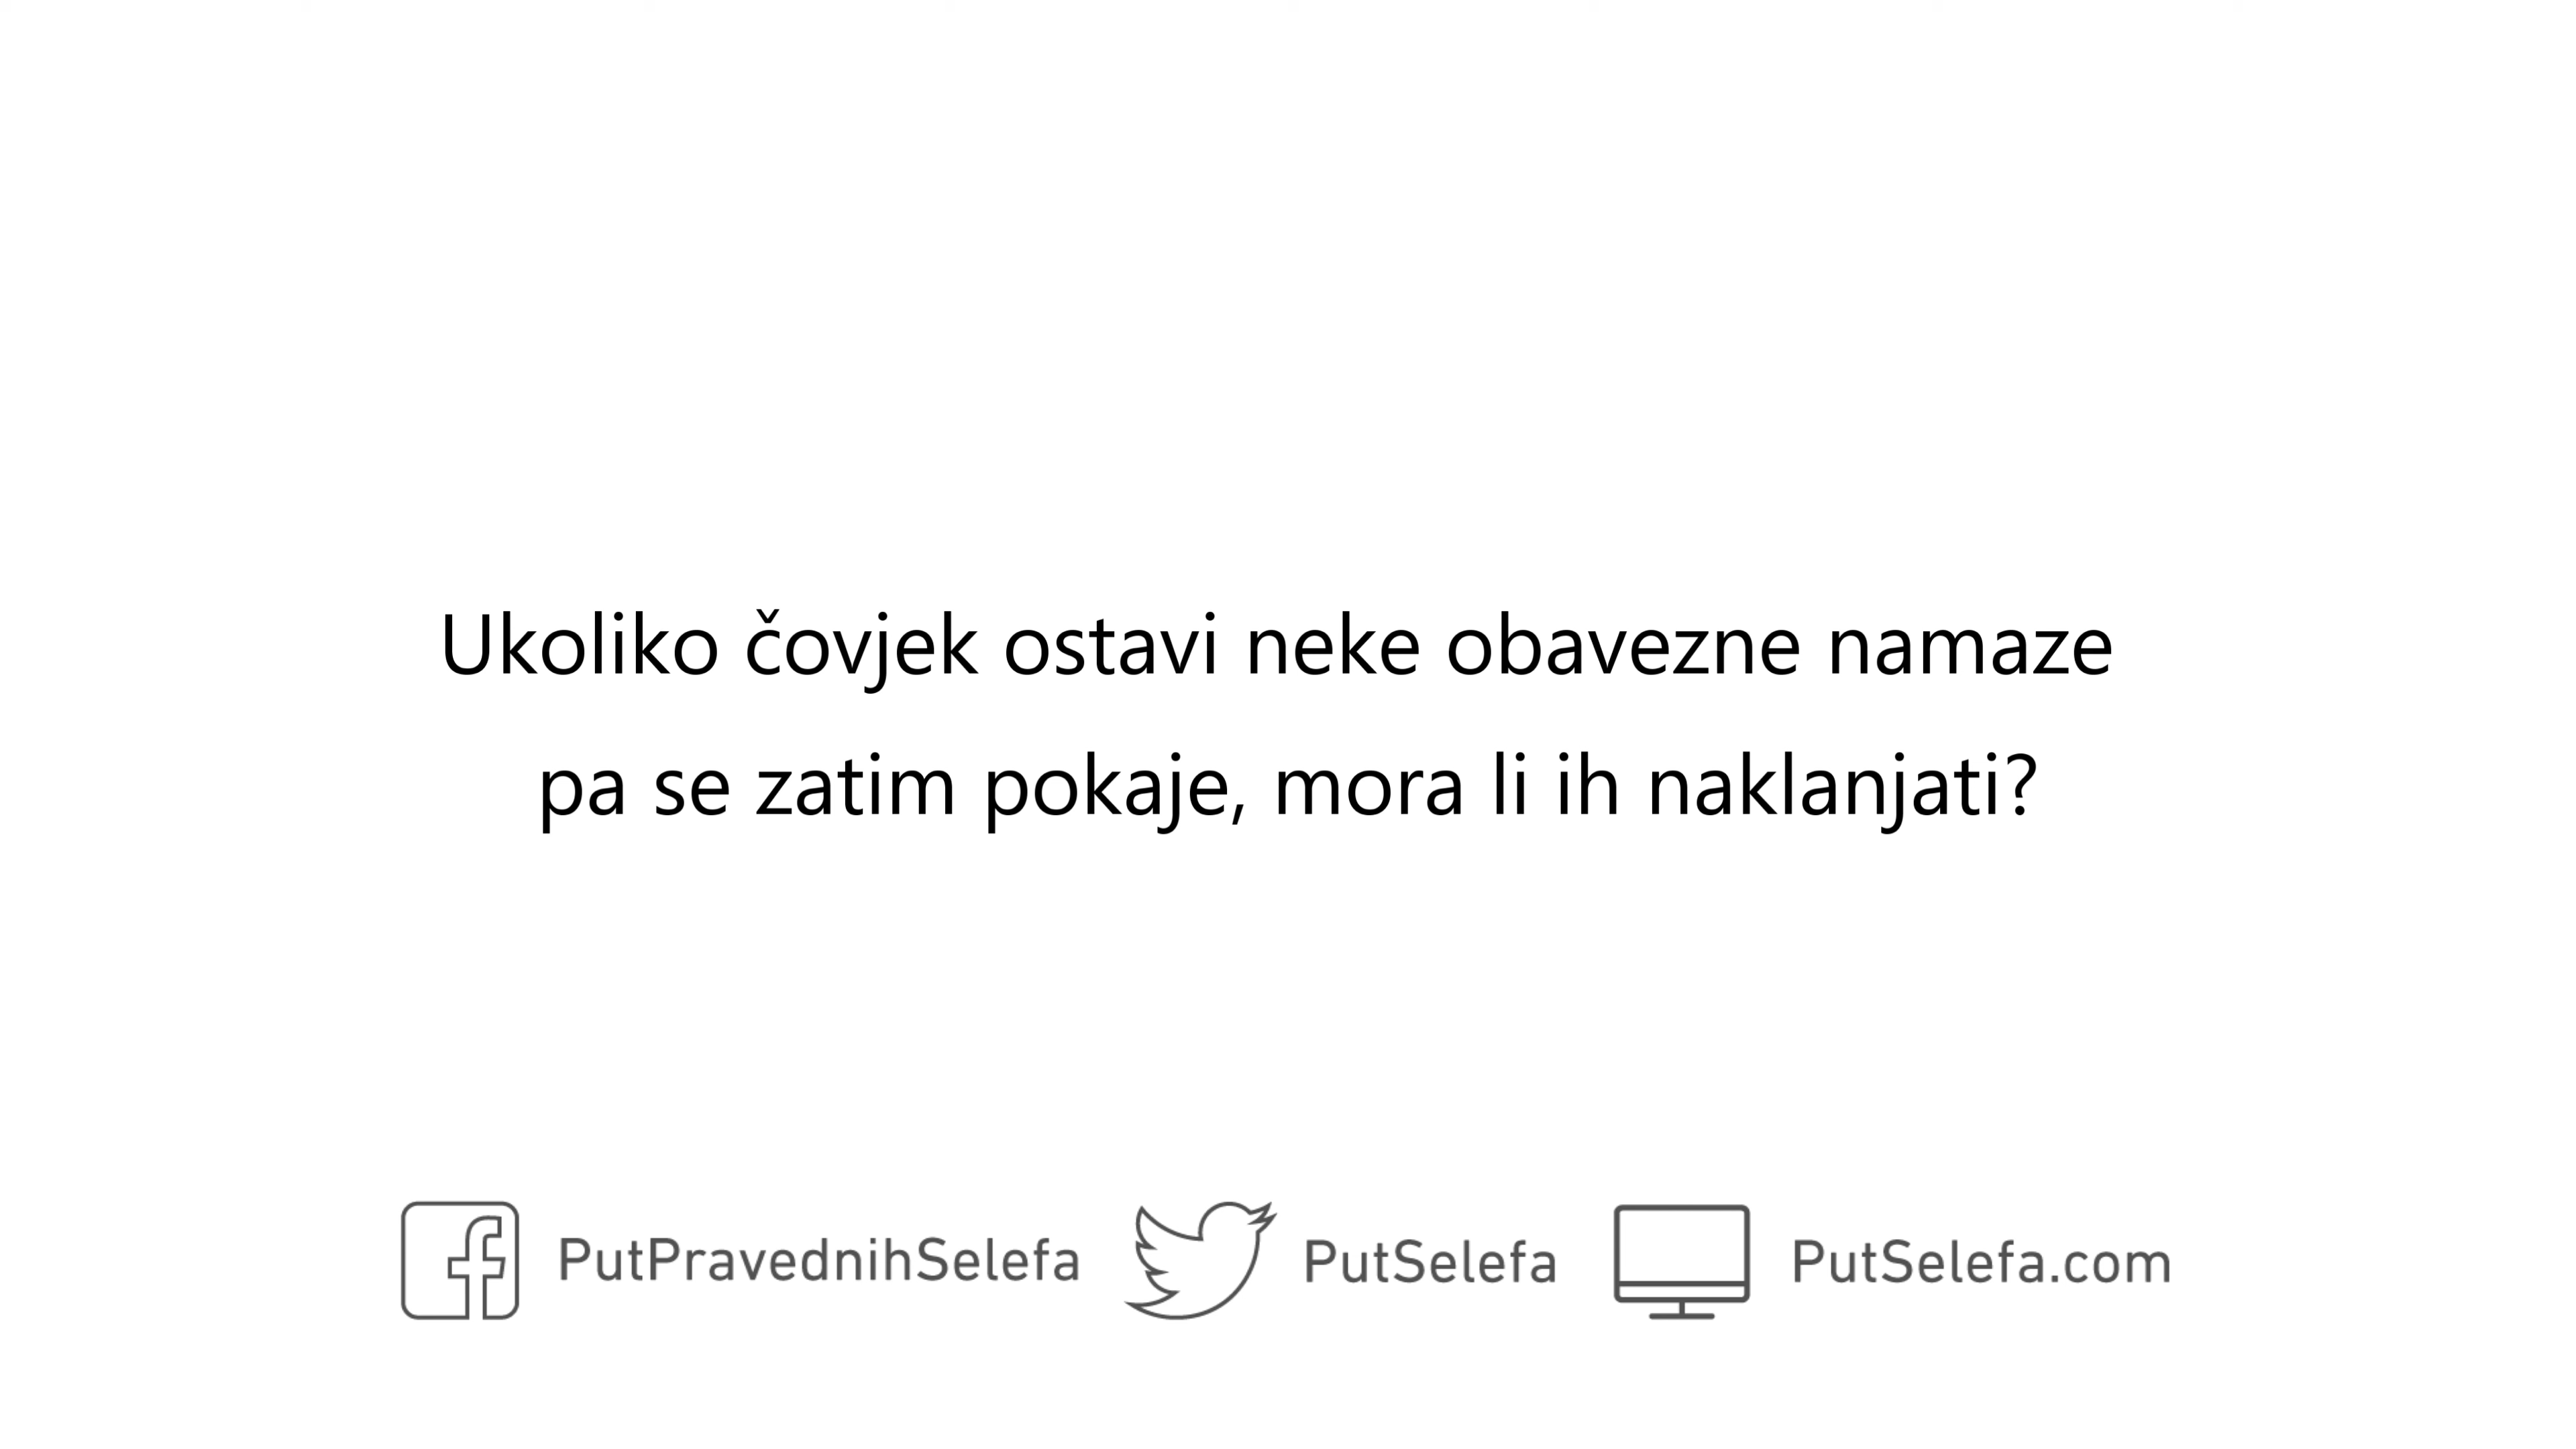 Ukoliko čovjek ostavi neke obavezne namaze
pa se zatim pokaje, mora li ih naklanjati?
PutPravednihSelefa PutSelefa PutSelefa.com